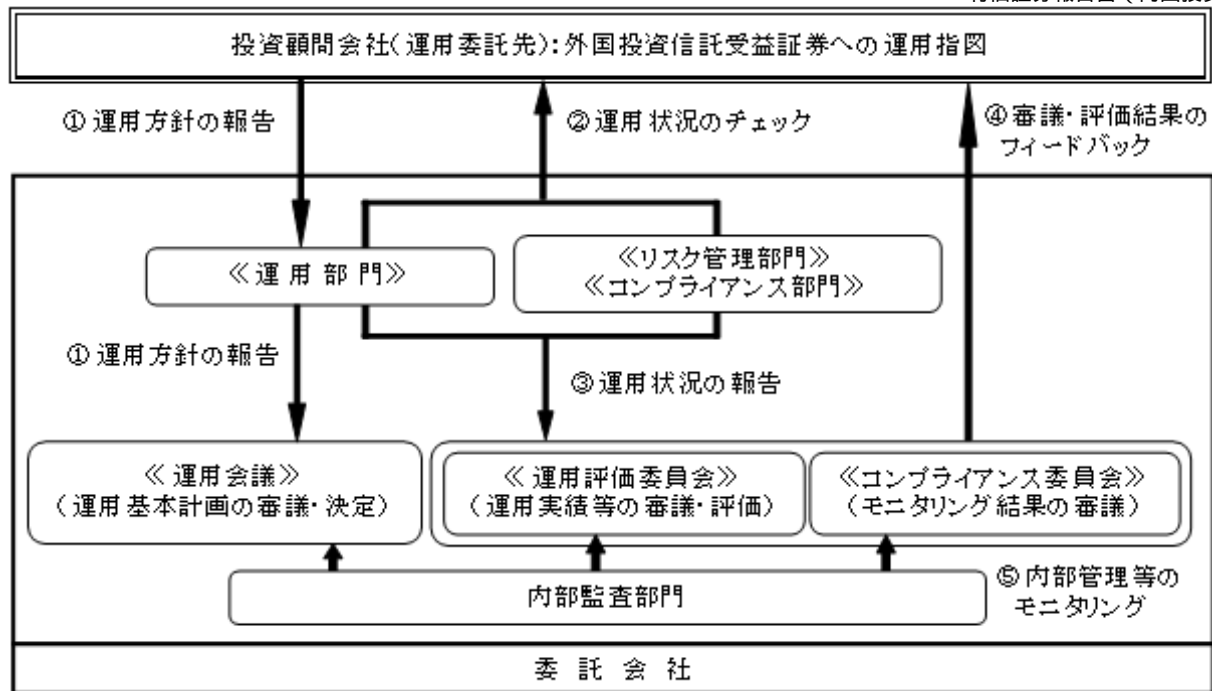 投資顧問会社(運用委託先):外国投資信託受益証券への運用指図
①運用方針の報告
②運用状況のチェック
④審議・評価結果の
フィードバック
≪運用部門≫
≪リスク管理部門≫
≪コンプライアンス部門≫
①運用方針の報告
③運用状況の報告
≪運用会議≫
(運用基本計画の審議・決定)
≪運用評価委員会≫
(運用実績等の審議・評価)
≪コンプライアンス委員会≫
(モニタリング結果の審議)
内部監査部門
⑤内部管理等の
モニタリング
委託会社